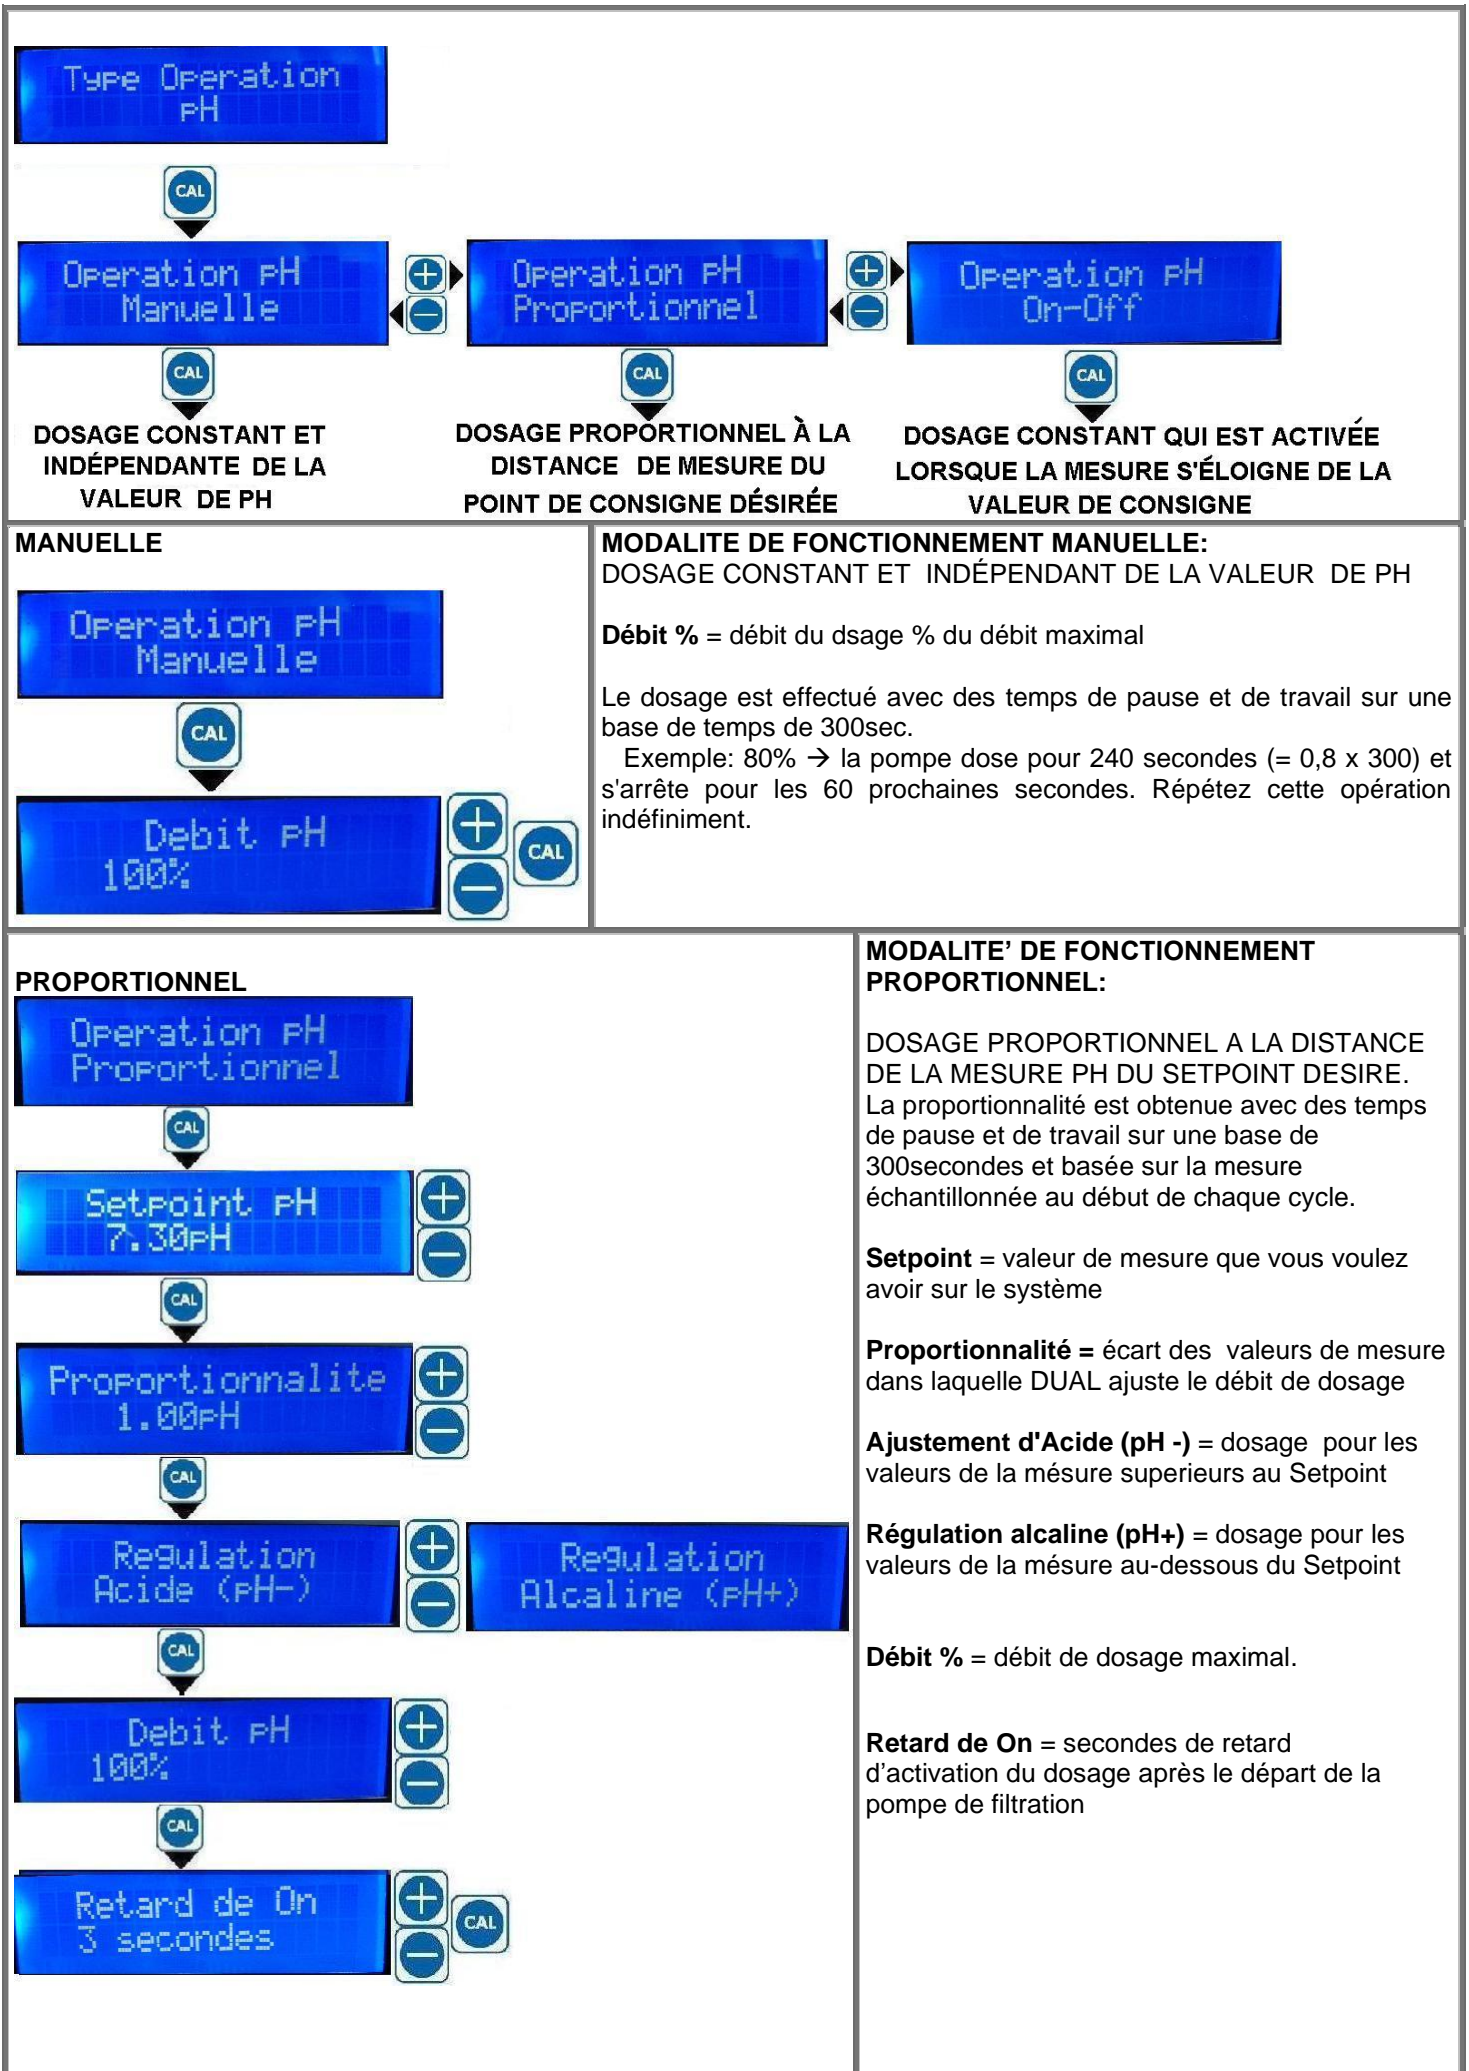 Type Operation
pH
CAL
Operation pH
Manuelle
Operation pH
Proportionnel
Operation pH
On-Off
CAL
CAL
CAL
DOSAGE CONSTANT ET
INDÉPENDANTE DE LA
VALEUR DE PH
DOSAGE PROPORTIONNEL À LA
DISTANCE DE MESURE DU
POINT DE CONSIGNE DÉSIRÉE
DOSAGE CONSTANT QUI EST ACTIVÉE
LORSQUE LA MESURE S'ÉLOIGNE DE LA
VALEUR DE CONSIGNE
MANUELLE
Operation pH
Manuelle
CAL
Debit pH
100%
CAL
MODALITE DE FONCTIONNEMENT MANUELLE:
DOSAGE CONSTANT ET INDÉPENDANT DE LA VALEUR DE PH
Débit % = débit du dsage % du débit maximal
Le dosage est effectué avec des temps de pause et de travail sur une
base de temps de 300sec.
Exemple: 80% → la pompe dose pour 240 secondes (= 0,8 x 300) et
s'arrête pour les 60 prochaines secondes. Répétez cette opération
indéfiniment.
PROPORTIONNEL
Operation pH
Proportionnel
CAL
Setpoint pH
7.30pH
CAL
Proportionnalite
1.00pH
CAL
Regulation
Acide (pH-)
Regulation
Alcaline (pH+)
CAL
Debit pH
100%
CAL
Retard de On
3 secondes
CAL
MODALITE’ DE FONCTIONNEMENT
PROPORTIONNEL:
DOSAGE PROPORTIONNEL A LA DISTANCE
DE LA MESURE PH DU SETPOINT DESIRE.
La proportionnalité est obtenue avec des temps
de pause et de travail sur une base de
300secondes et basée sur la mesure
échantillonnée au début de chaque cycle.
Setpoint = valeur de mesure que vous voulez
avoir sur le système
Proportionnalité = écart des valeurs de mesure
dans laquelle DUAL ajuste le débit de dosage
Ajustement d'Acide (pH -) = dosage pour les
valeurs de la mésure superieurs au Setpoint
Régulation alcaline (pH+) = dosage pour les
valeurs de la mésure au-dessous du Setpoint
Débit % = débit de dosage maximal.
Retard de On = secondes de retard
d’activation du dosage après le départ de la
pompe de filtration